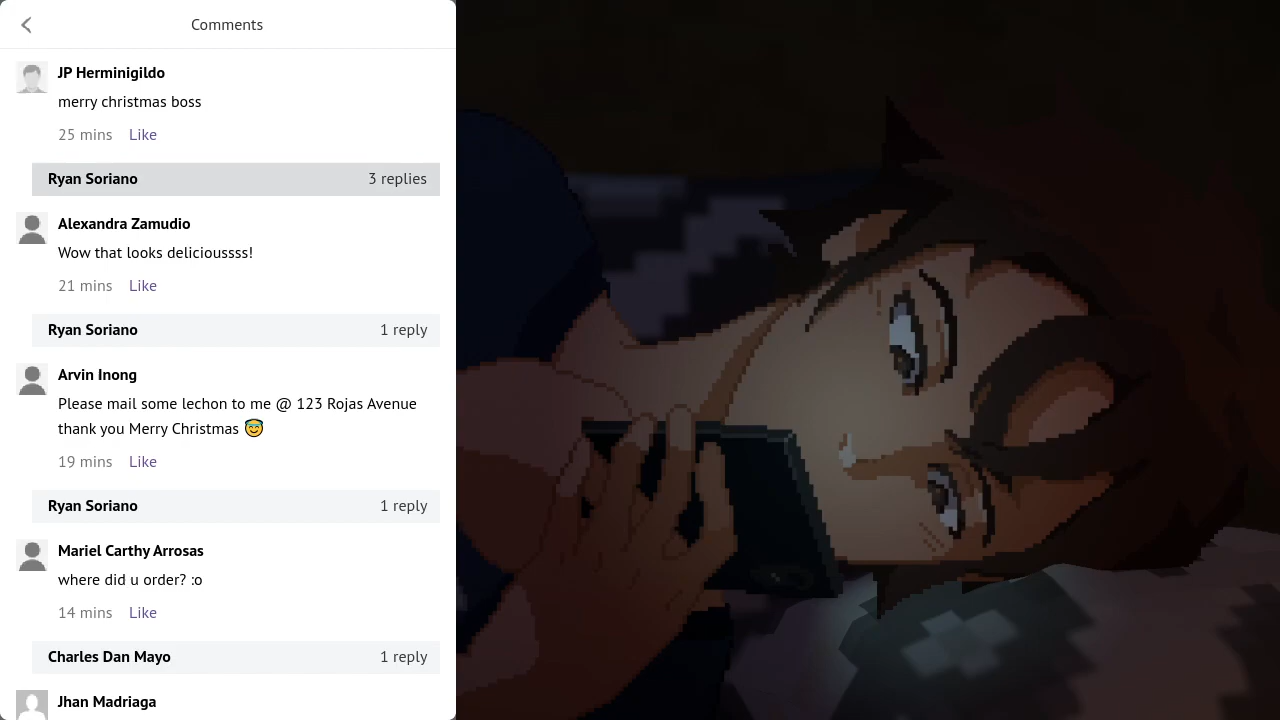 Comments
JP Herminigildo
merry christmas boss
25 mins Like
Ryan Soriano 3 replies
Alexandra Zamudio
Wow that looks delicioussss!
21 mins Like
Ryan Soriano 1 reply
Arvin Inong
Please mail some lechon to me @ 123 Rojas Avenue
thank you Merry Christmas 😇
19 mins Like
Ryan Soriano 1 reply
Mariel Carthy Arrosas
where did u order? :o
14 mins Like
Charles Dan Mayo 1 reply
Jhan Madriaga